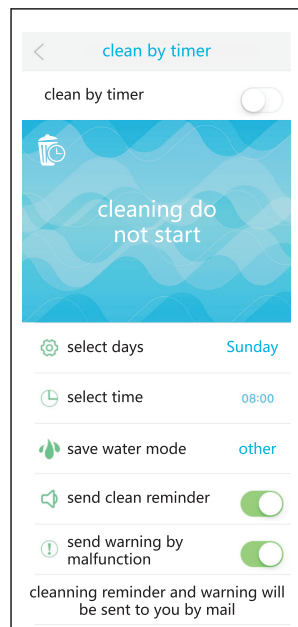 clean by timer
clean by timer
cleaning do
not start
select days Sunday
select time 08:00
save water mode other
send clean reminder
send warning by
malfunction
cleanning reminder and warning will
be sent to you by mail